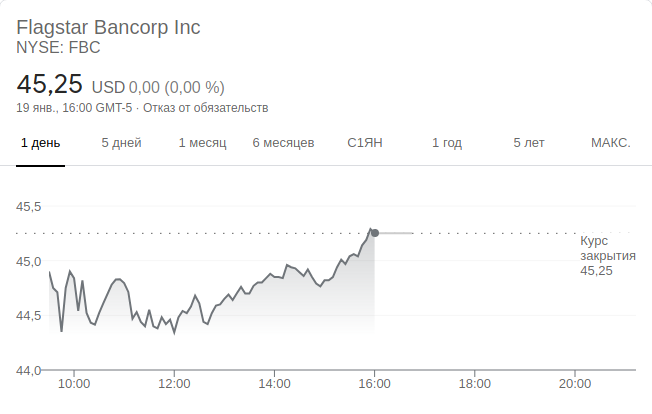 Flagstar Bancorp Inc
NYSE: FBC
45,25 USD 0,00 (0,00 %)
19 янв., 16:00 GMT-5 · Отказ от обязательств
1 день 5 дней 1 месяц 6 месяцев С1ЯН 1 год 5 лет МАКС.
45,5
Курс
закрытия
45,25
45,0
44,5
44,0
10:00 12:00 14:00 16:00 18:00 20:00